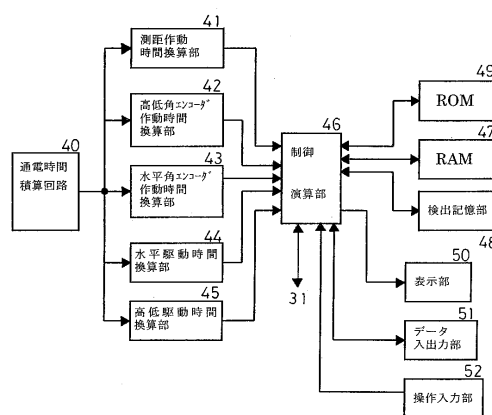 41
測距作動
時間換算部
42
高低角エンコーダ
作動時間
換算部
40
通電時間
積算回路
43
水平角エンコーダ
作動時間
換算部
44
水平駆動時間
換算部
45
高低駆動時間
換算部
46
制御
演算部
31
49
ROM
47
RAM
検出記憶部
48
50
表示部
51
データ
入出力部
52
操作入力部